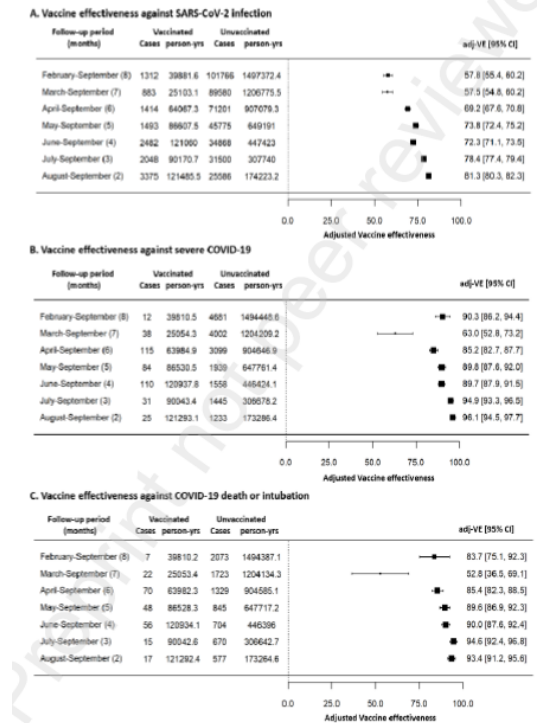 A. Vaccine effectiveness against SARS-CoV-2 infection
Follow-up period Vaccinated Unvaccinated
(months) Cases person-yrs Cases person-yrs adj-VE [95% CI]
February-September (8) 1312 39881.6 101766 1497372.4 57.8 [55.4, 60.2]
March-September (7) 883 25103.1 89580 1206775.5 57.5 [54.8, 60.2]
April-September (6) 1414 64067.3 71201 907079.3 69.2 [67.6, 70.8]
May-September (5) 1493 86607.5 45775 649191 73.8 [72.4, 75.2]
June-September (4) 2482 121060 34868 447423 72.3 [71.1, 73.5]
July-September (3) 2048 90170.7 31500 307740 78.4 [77.4, 79.4]
August-September (2) 3375 121485.5 25586 174223.2 81.3 [80.3, 82.3]
0.0 25.0 50.0 75.0 100.0
Adjusted Vaccine effectiveness
B. Vaccine effectiveness against severe COVID-19
Follow-up period Vaccinated Unvaccinated
(months) Cases person-yrs Cases person-yrs adj-VE [95% CI]
February-September (8) 12 39810.5 4681 1494448.6 90.3 [86.2, 94.4]
March-September (7) 38 25054.3 4002 1204209.2 63.0 [52.8, 73.2]
April-September (6) 115 63984.9 3099 904646.9 85.2 [82.7, 87.7]
May-September (5) 84 86530.5 1939 647761.4 89.8 [87.6, 92.0]
June-September (4) 110 120937.8 1558 446424.1 89.7 [87.9, 91.5]
July-September (3) 31 90043.4 1445 306678.2 94.9 [93.3, 96.5]
August-September (2) 25 121293.1 1233 173286.4 96.1 [94.5, 97.7]
0.0 25.0 50.0 75.0 100.0
Adjusted Vaccine effectiveness
C. Vaccine effectiveness against COVID-19 death or intubation
Follow-up period Vaccinated Unvaccinated
(months) Cases person-yrs Cases person-yrs adj-VE [95% CI]
February-September (8) 7 39810.2 2073 1494387.1 83.7 [75.1, 92.3]
March-September (7) 22 25053.4 1723 1204134.3 52.8 [36.5, 69.1]
April-September (6) 70 63982.3 1329 904585.1 85.4 [82.3, 88.5]
May-September (5) 48 86528.3 845 647717.2 89.6 [86.9, 92.3]
June-September (4) 56 120934.1 704 446396 90.0 [87.6, 92.4]
July-September (3) 15 90042.6 670 306642.7 94.6 [92.4, 96.8]
August-September (2) 17 121292.4 577 173264.6 93.4 [91.2, 95.6]
0.0 25.0 50.0 75.0 100.0
Adjusted Vaccine effectiveness
Preprint not peer reviewe